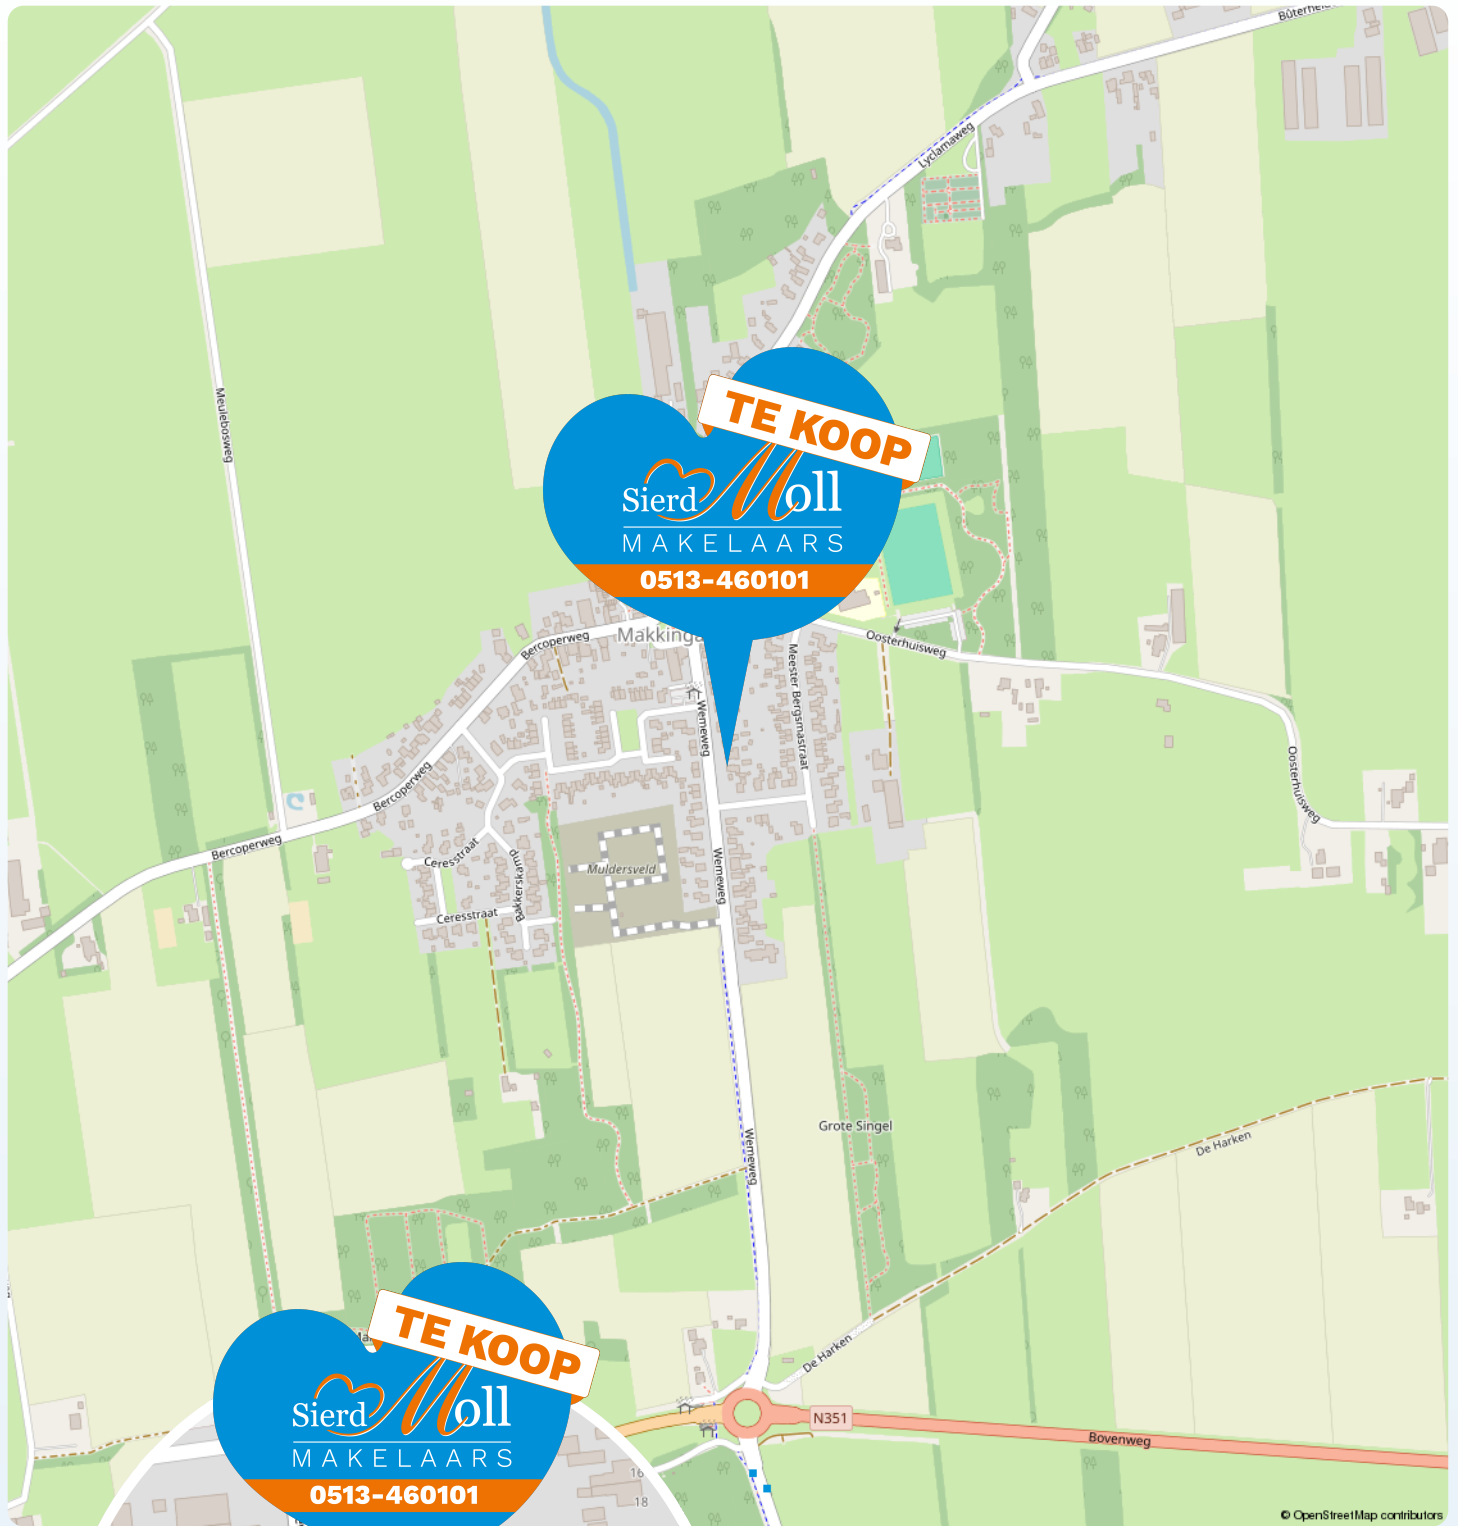 Bûterheideweg
Lyclamaweg
Meulebosweg
TE KOOP
Sierd Moll
MAKELAARS
0513-460101
Makkinga
Bercoperweg
Oosterhuisweg
Meester Bergsmastraat
Wemeweg
Oosterhuisweg
Bercoperweg
Bercoperweg
Ceresstraat
Bakkerskamp
Muldersveld
Wemeweg
Ceresstraat
Grote Singel
Wemeweg
De Harken
De Harken
TE KOOP
Sierd Moll
MAKELAARS
0513-460101
N351
Bovenweg
16
18
© OpenStreetMap contributors